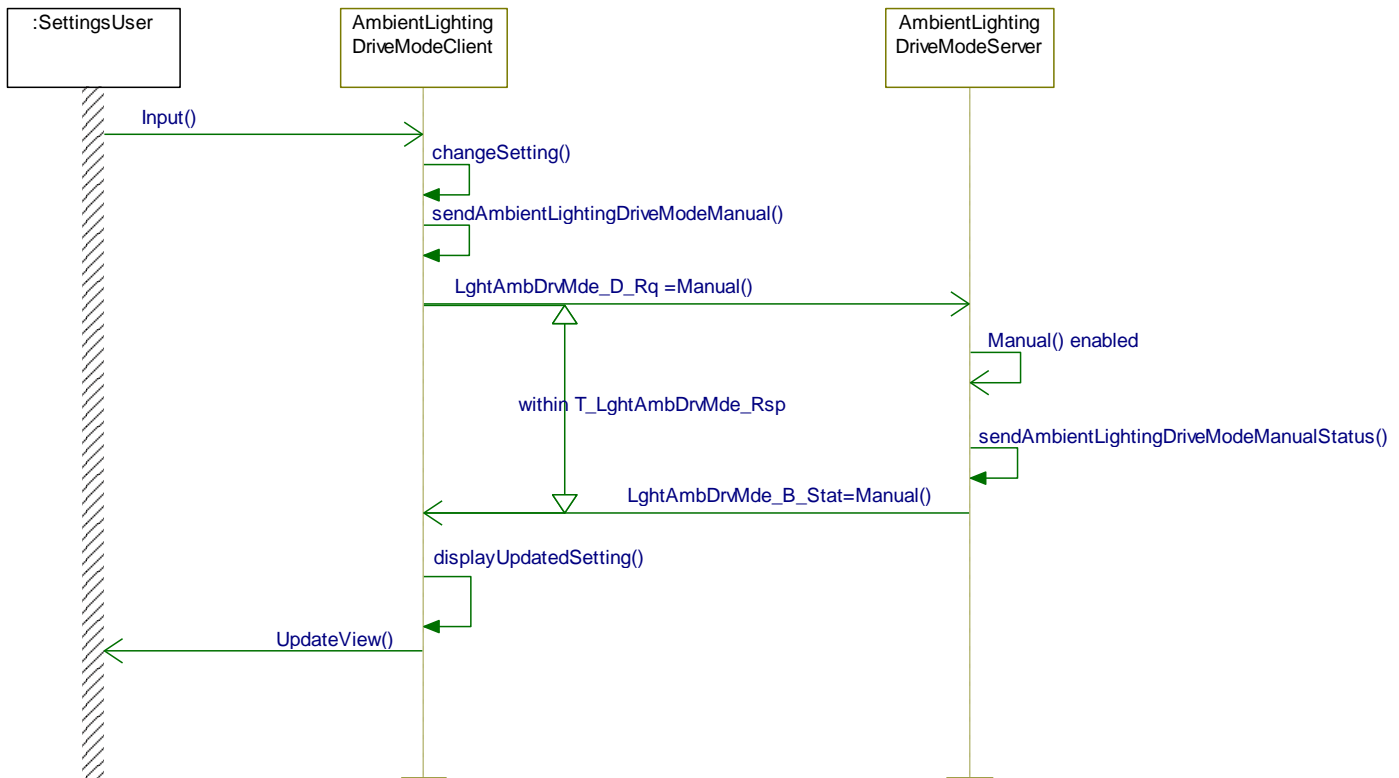 :SettingsUser
AmbientLighting
DriveModeClient
AmbientLighting
DriveModeServer
Input()
changeSetting()
sendAmbientLightingDriveModeManual()
LghtAmbDrvMde_D_Rq =Manual()
Manual() enabled
within T_LghtAmbDrvMde_Rsp
sendAmbientLightingDriveModeManualStatus()
LghtAmbDrvMde_B_Stat=Manual()
displayUpdatedSetting()
UpdateView()